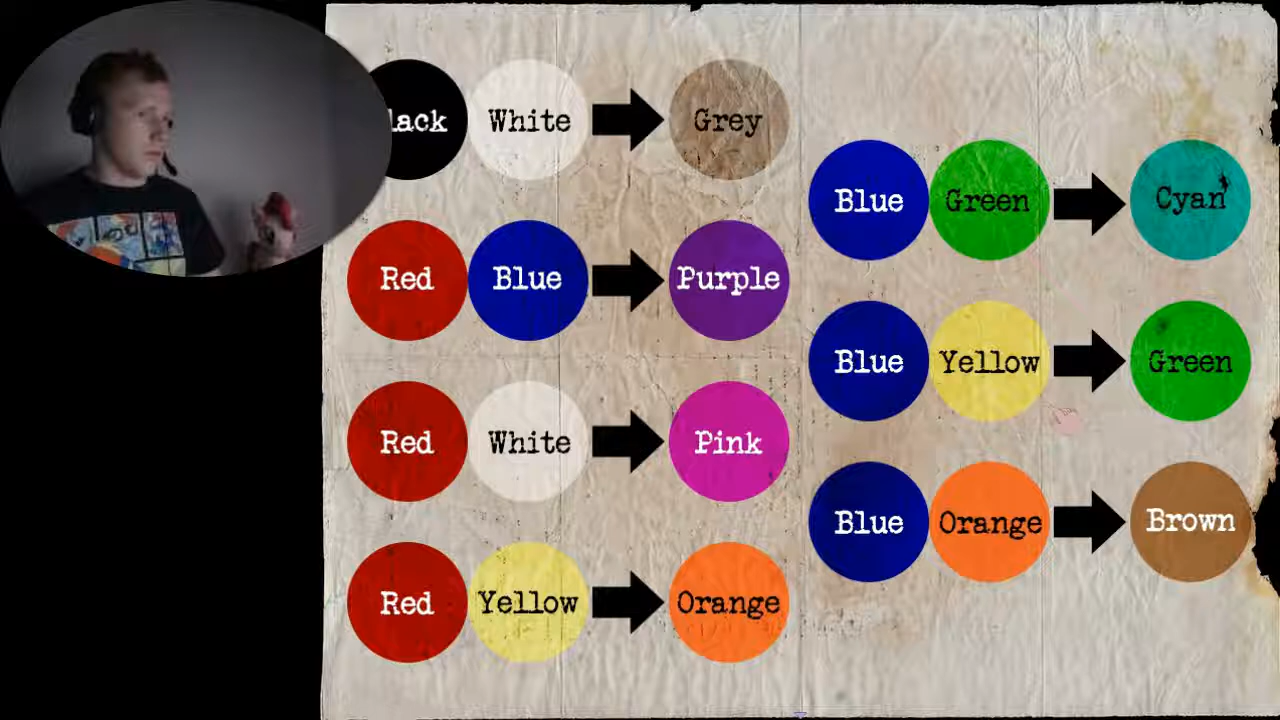 lack White Grey
Red Blue Purple
Red White Pink
Red Yellow Orange
Blue Green Cyan
Blue Yellow Green
Blue Orange Brown